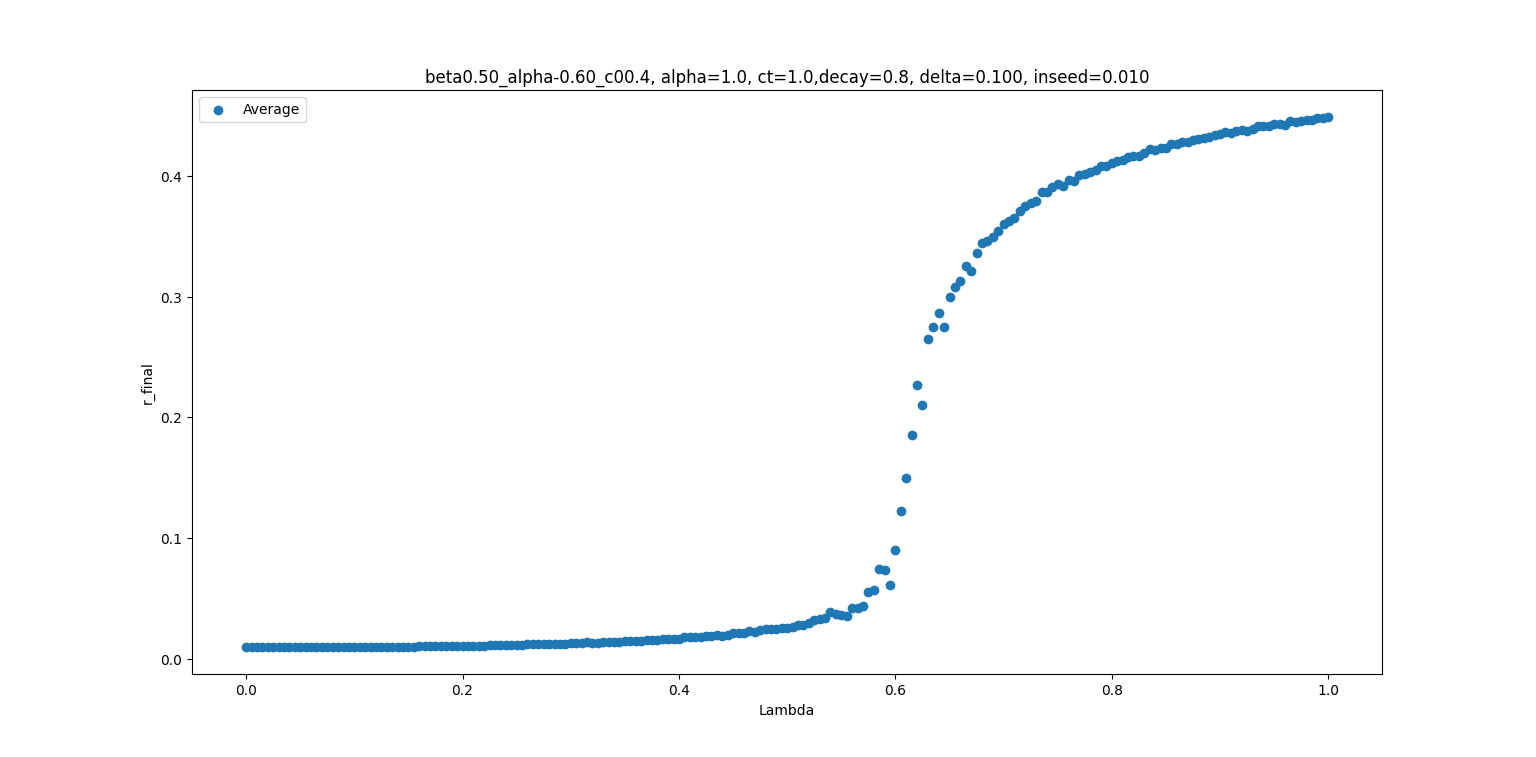 beta0.50_alpha-0.60_c00.4, alpha=1.0, ct=1.0,decay=0.8, delta=0.100, inseed=0.010
Average
r_final
0.4
0.3
0.2
0.1
0.0
0.0 0.2 0.4 0.6 0.8 1.0
Lambda